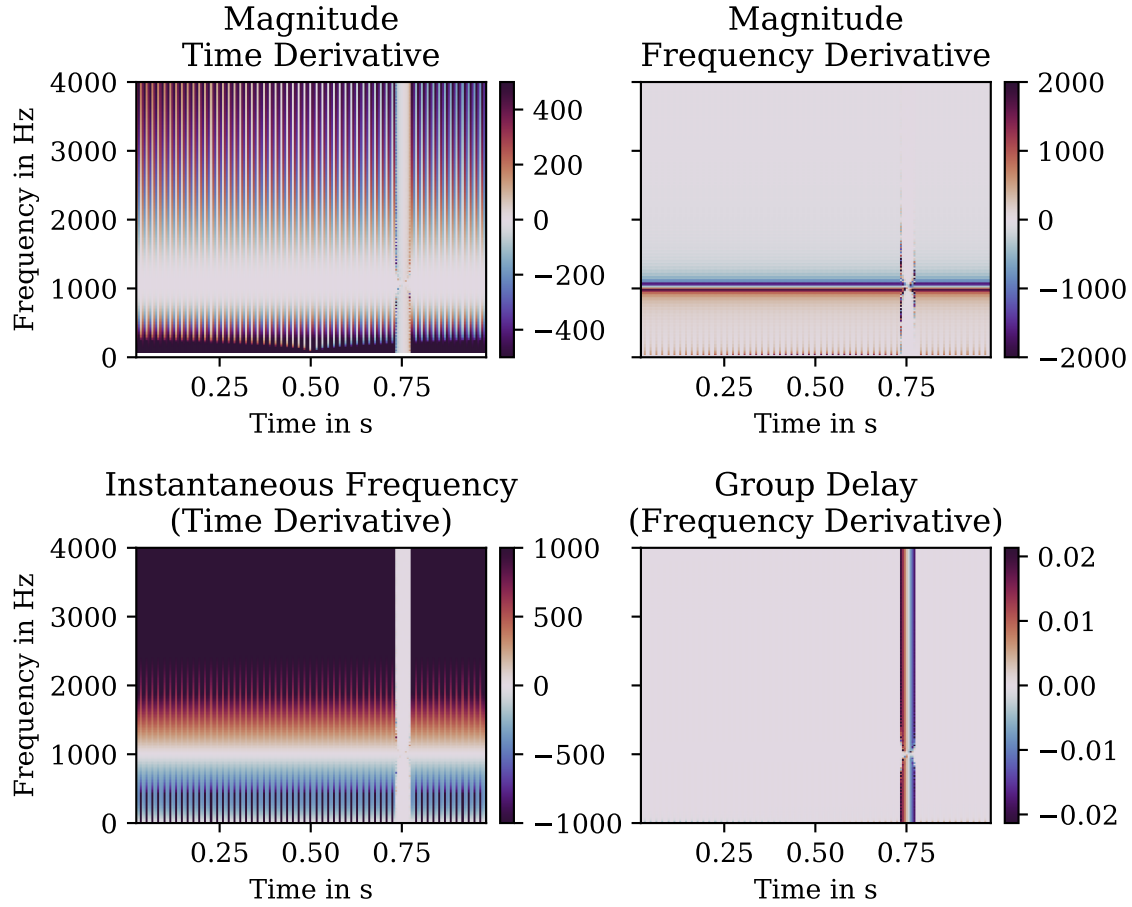 Magnitude
Time Derivative
Magnitude
Frequency Derivative
Frequency in Hz
4000
3000
2000
1000
0
0.25 0.50 0.75
Time in s
400
200
0
−200
−400
0.25 0.50 0.75
Time in s
2000
1000
0
−1000
−2000
Instantaneous Frequency
(Time Derivative)
Group Delay
(Frequency Derivative)
Frequency in Hz
4000
3000
2000
1000
0
0.25 0.50 0.75
Time in s
1000
500
0
−500
−1000
0.25 0.50 0.75
Time in s
0.02
0.01
0.00
−0.01
−0.02